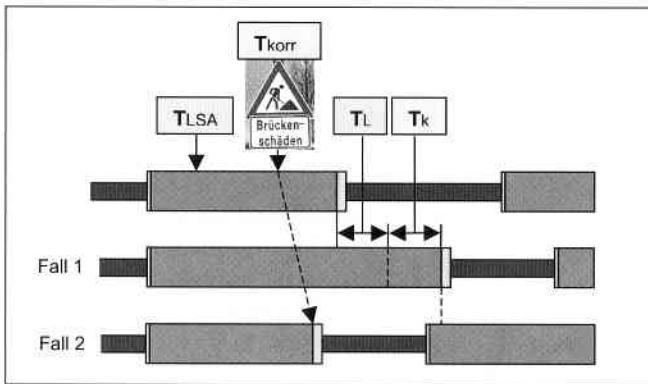 Tkorr
TLSA
Brücken-
schäden
TL
Tk
Fall 1
Fall 2